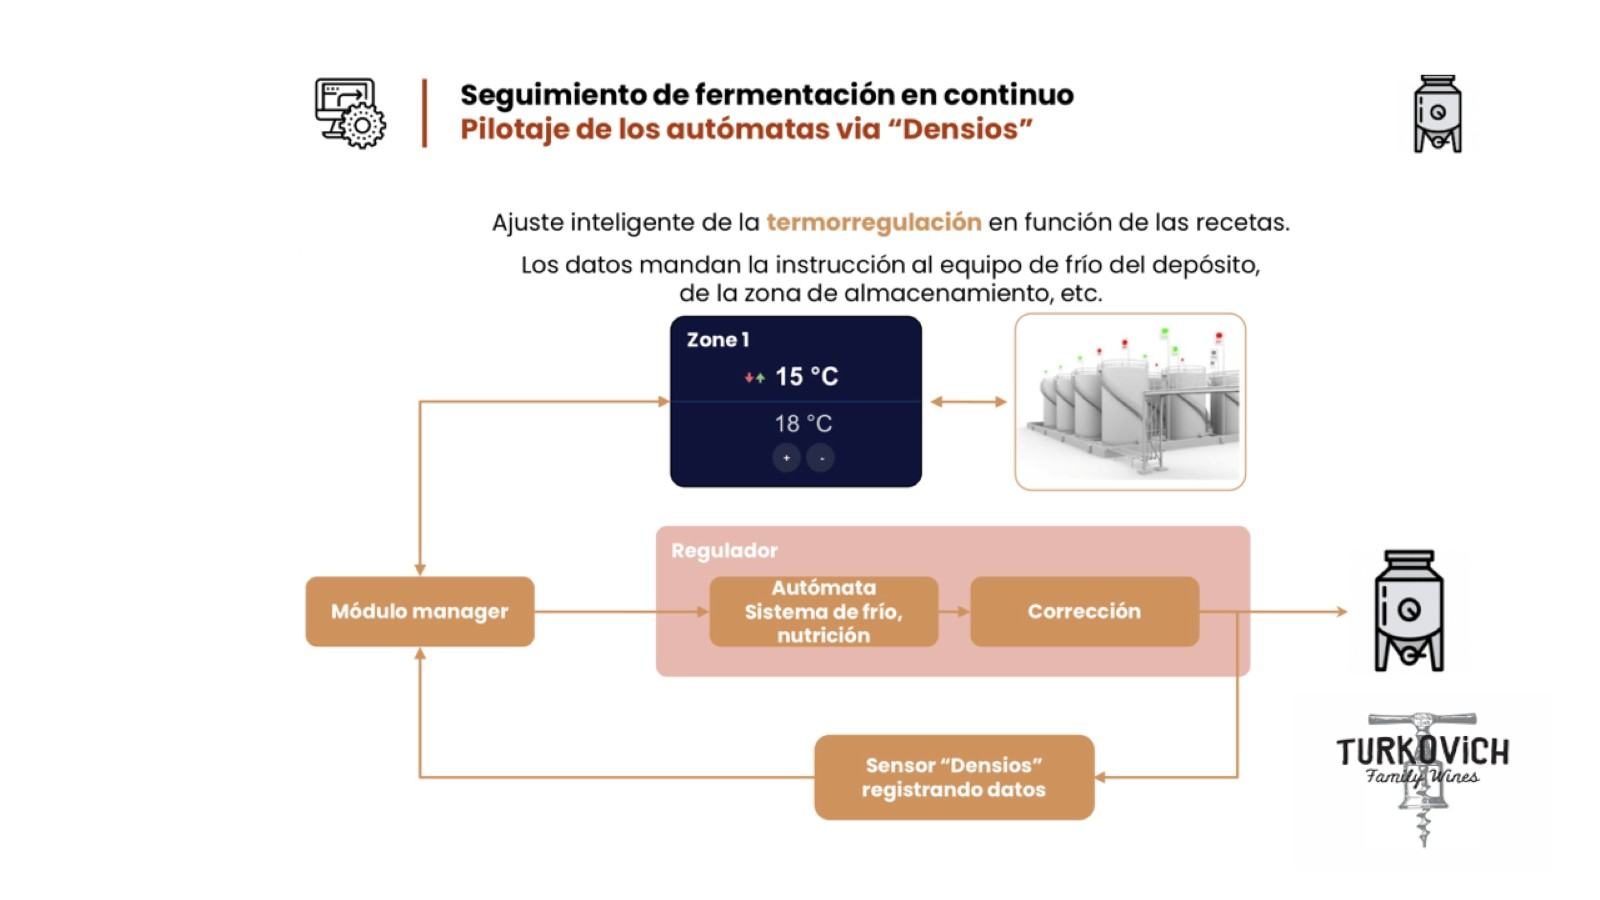 Seguimiento de fermentación en continuo
Pilotaje de los autómatas via “Densios”
Ajuste inteligente de la termorregulación en función de las recetas.
Los datos mandan la instrucción al equipo de frío del depósito,
de la zona de almacenamiento, etc.
Zone 1
15 °C
18 °C
+ -
Regulador
Módulo manager
Autómata
Sistema de frío,
nutrición
Corrección
Sensor “Densios”
registrando datos
TURKOViCH
Family Wines